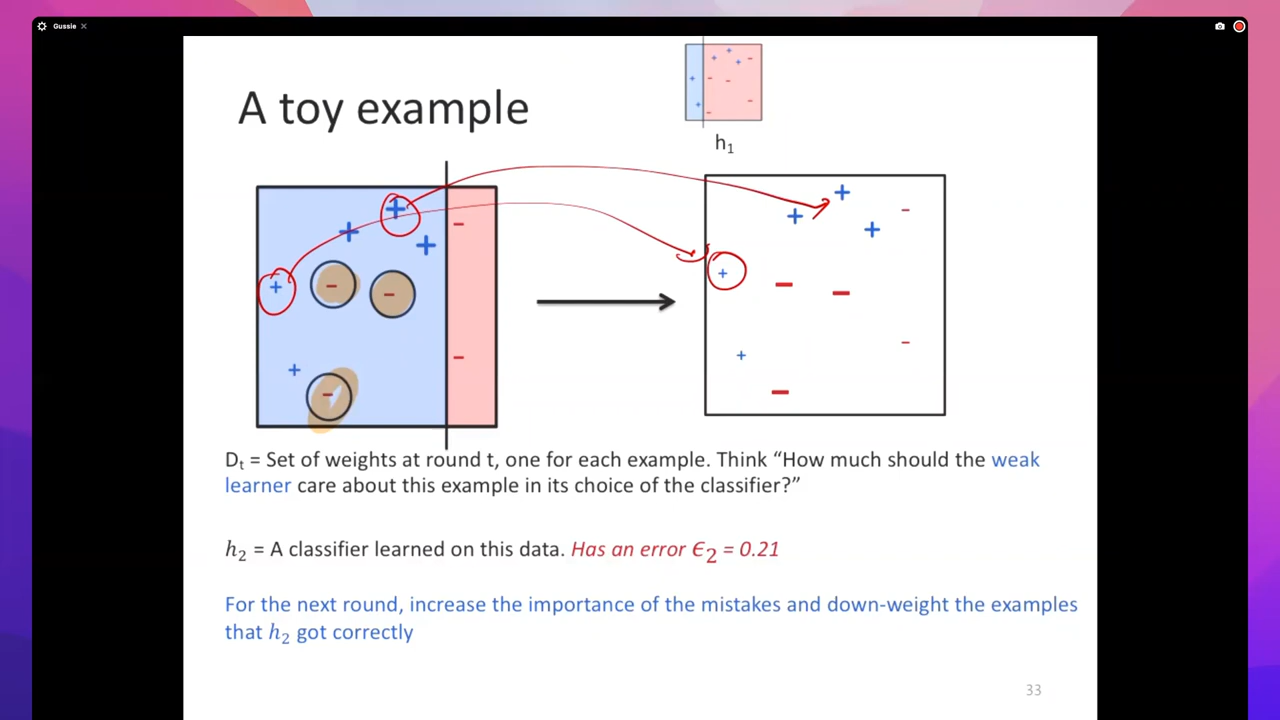 Gussie
A toy example
h₁
Dₜ = Set of weights at round t, one for each example. Think “How much should the weak
learner care about this example in its choice of the classifier?”
h₂ = A classifier learned on this data. Has an error ϵ₂ = 0.21
For the next round, increase the importance of the mistakes and down-weight the examples
that h₂ got correctly
33